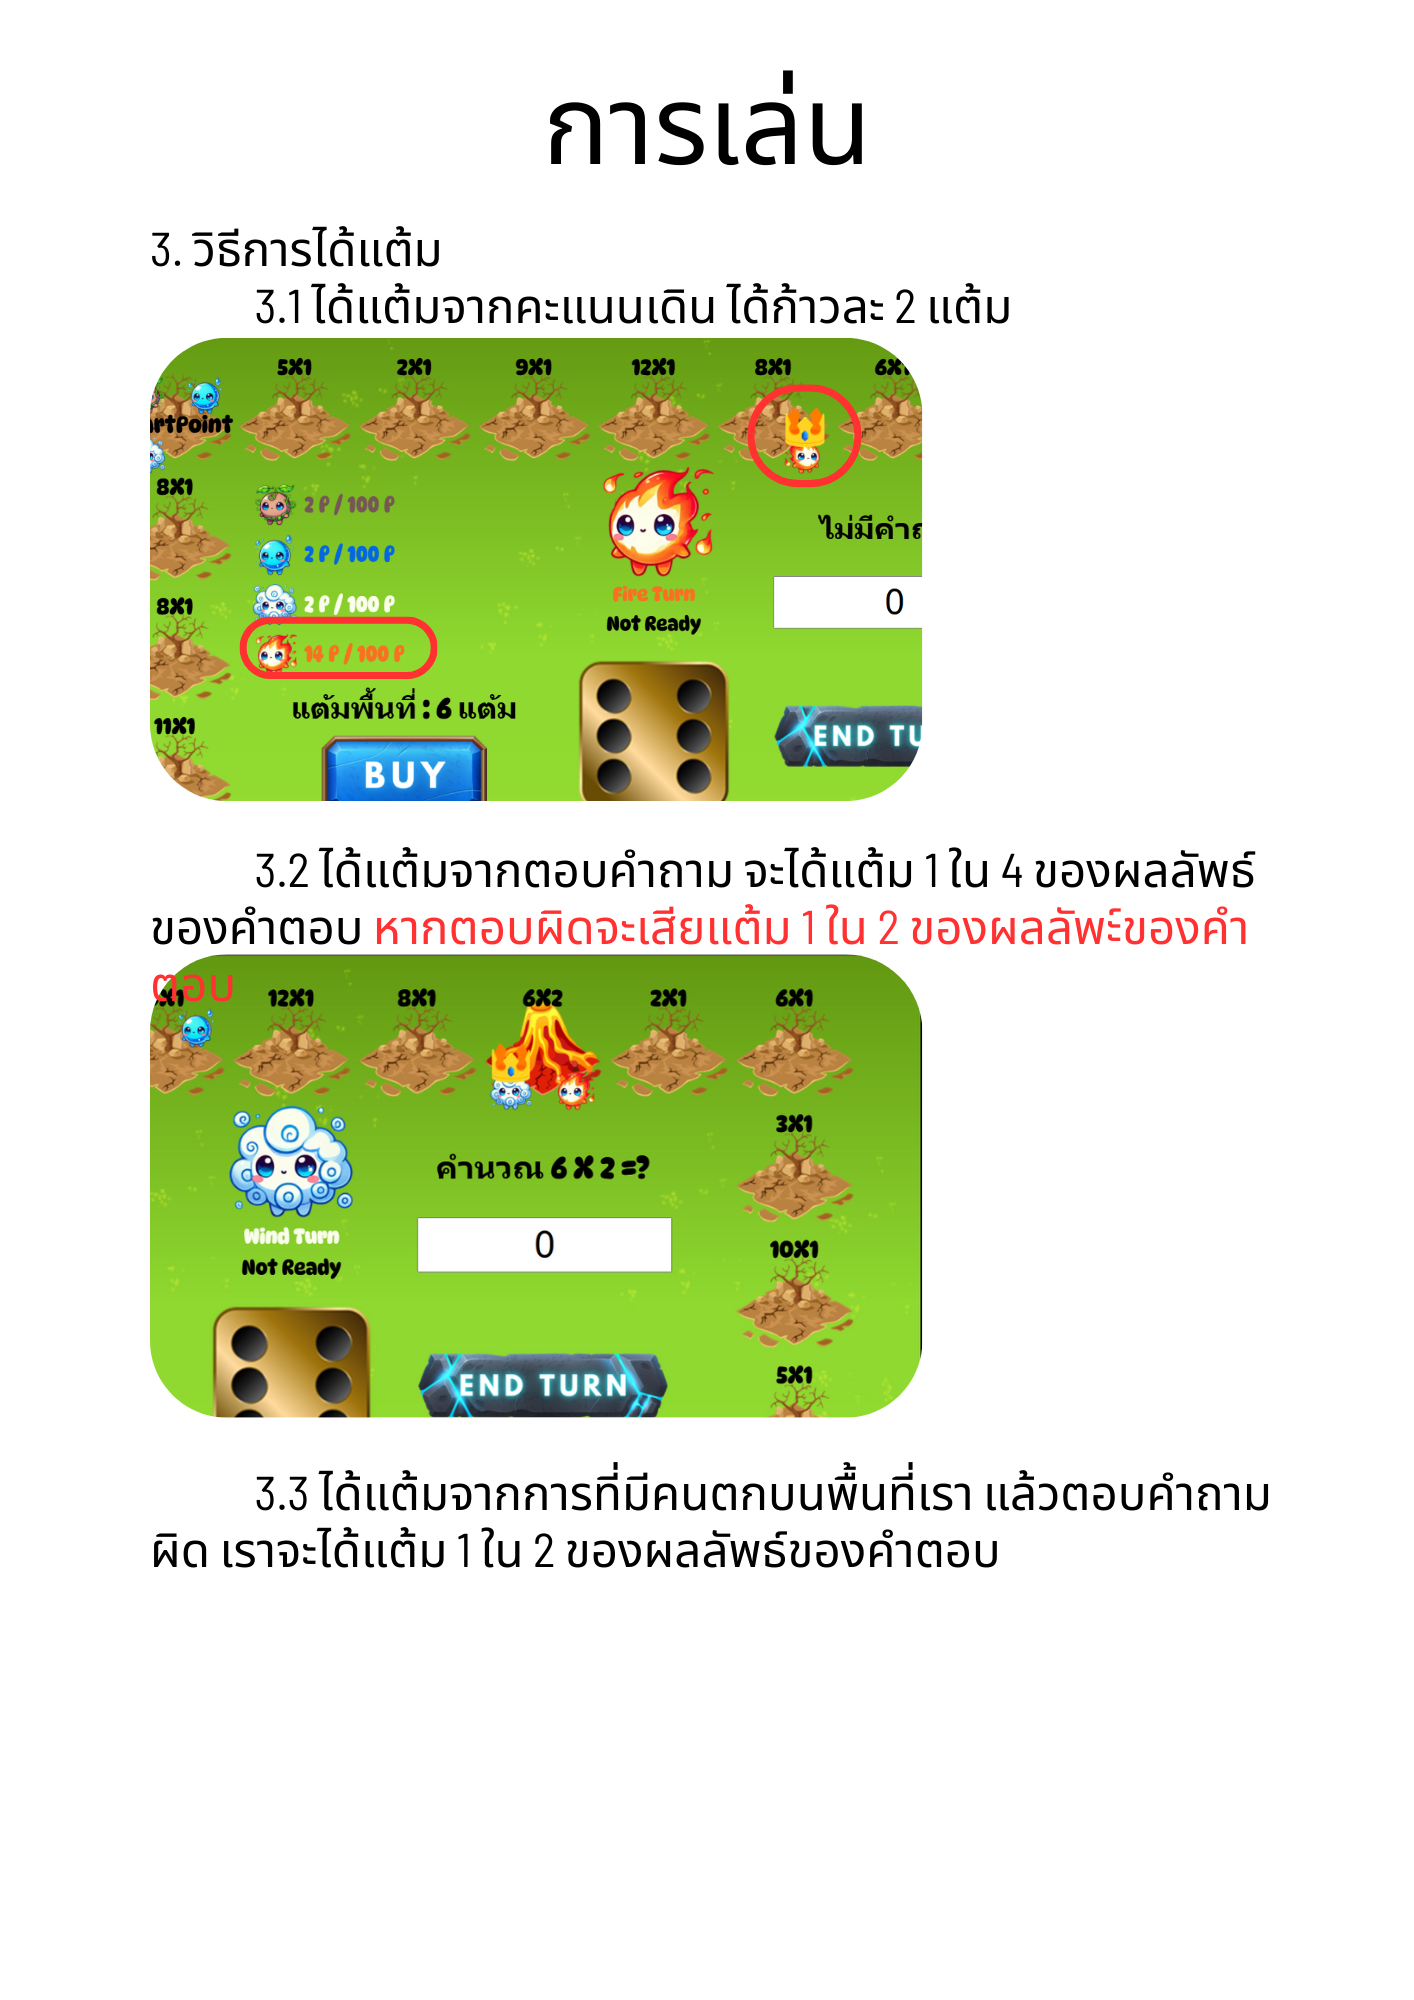 การเล่น
3. วิธีการได้แต้ม
3.1 ได้แต้มจากคะแนนเดิน ได้ก้าวละ 2 แต้ม
5X1 2X1 9X1 12X1 8X1 6X1
artPoint
8X1
2 P / 100 P
ไม่มีคำถ
2 P / 100 P
Fire Turn
0
8X1
2 P / 100 P
Not Ready
14 P / 100 P
แต้มพื้นที่ : 6 แต้ม
11X1
END TU
BUY
3.2 ได้แต้มจากตอบคำถาม จะได้แต้ม 1 ใน 4 ของผลลัพธ์
ของคำตอบ หากตอบผิดจะเสียแต้ม 1 ใน 2 ของผลลัพะ์ของคำ
ตอบ
X1 12X1 8X1 6X2 2X1 6X1
3X1
คำนวณ 6 X 2 =?
Wind Turn
0
10X1
Not Ready
END TURN
5X1
3.3 ได้แต้มจากการที่มีคนตกบนพื้นที่เรา แล้วตอบคำถาม
ผิด เราจะได้แต้ม 1 ใน 2 ของผลลัพธ์ของคำตอบ